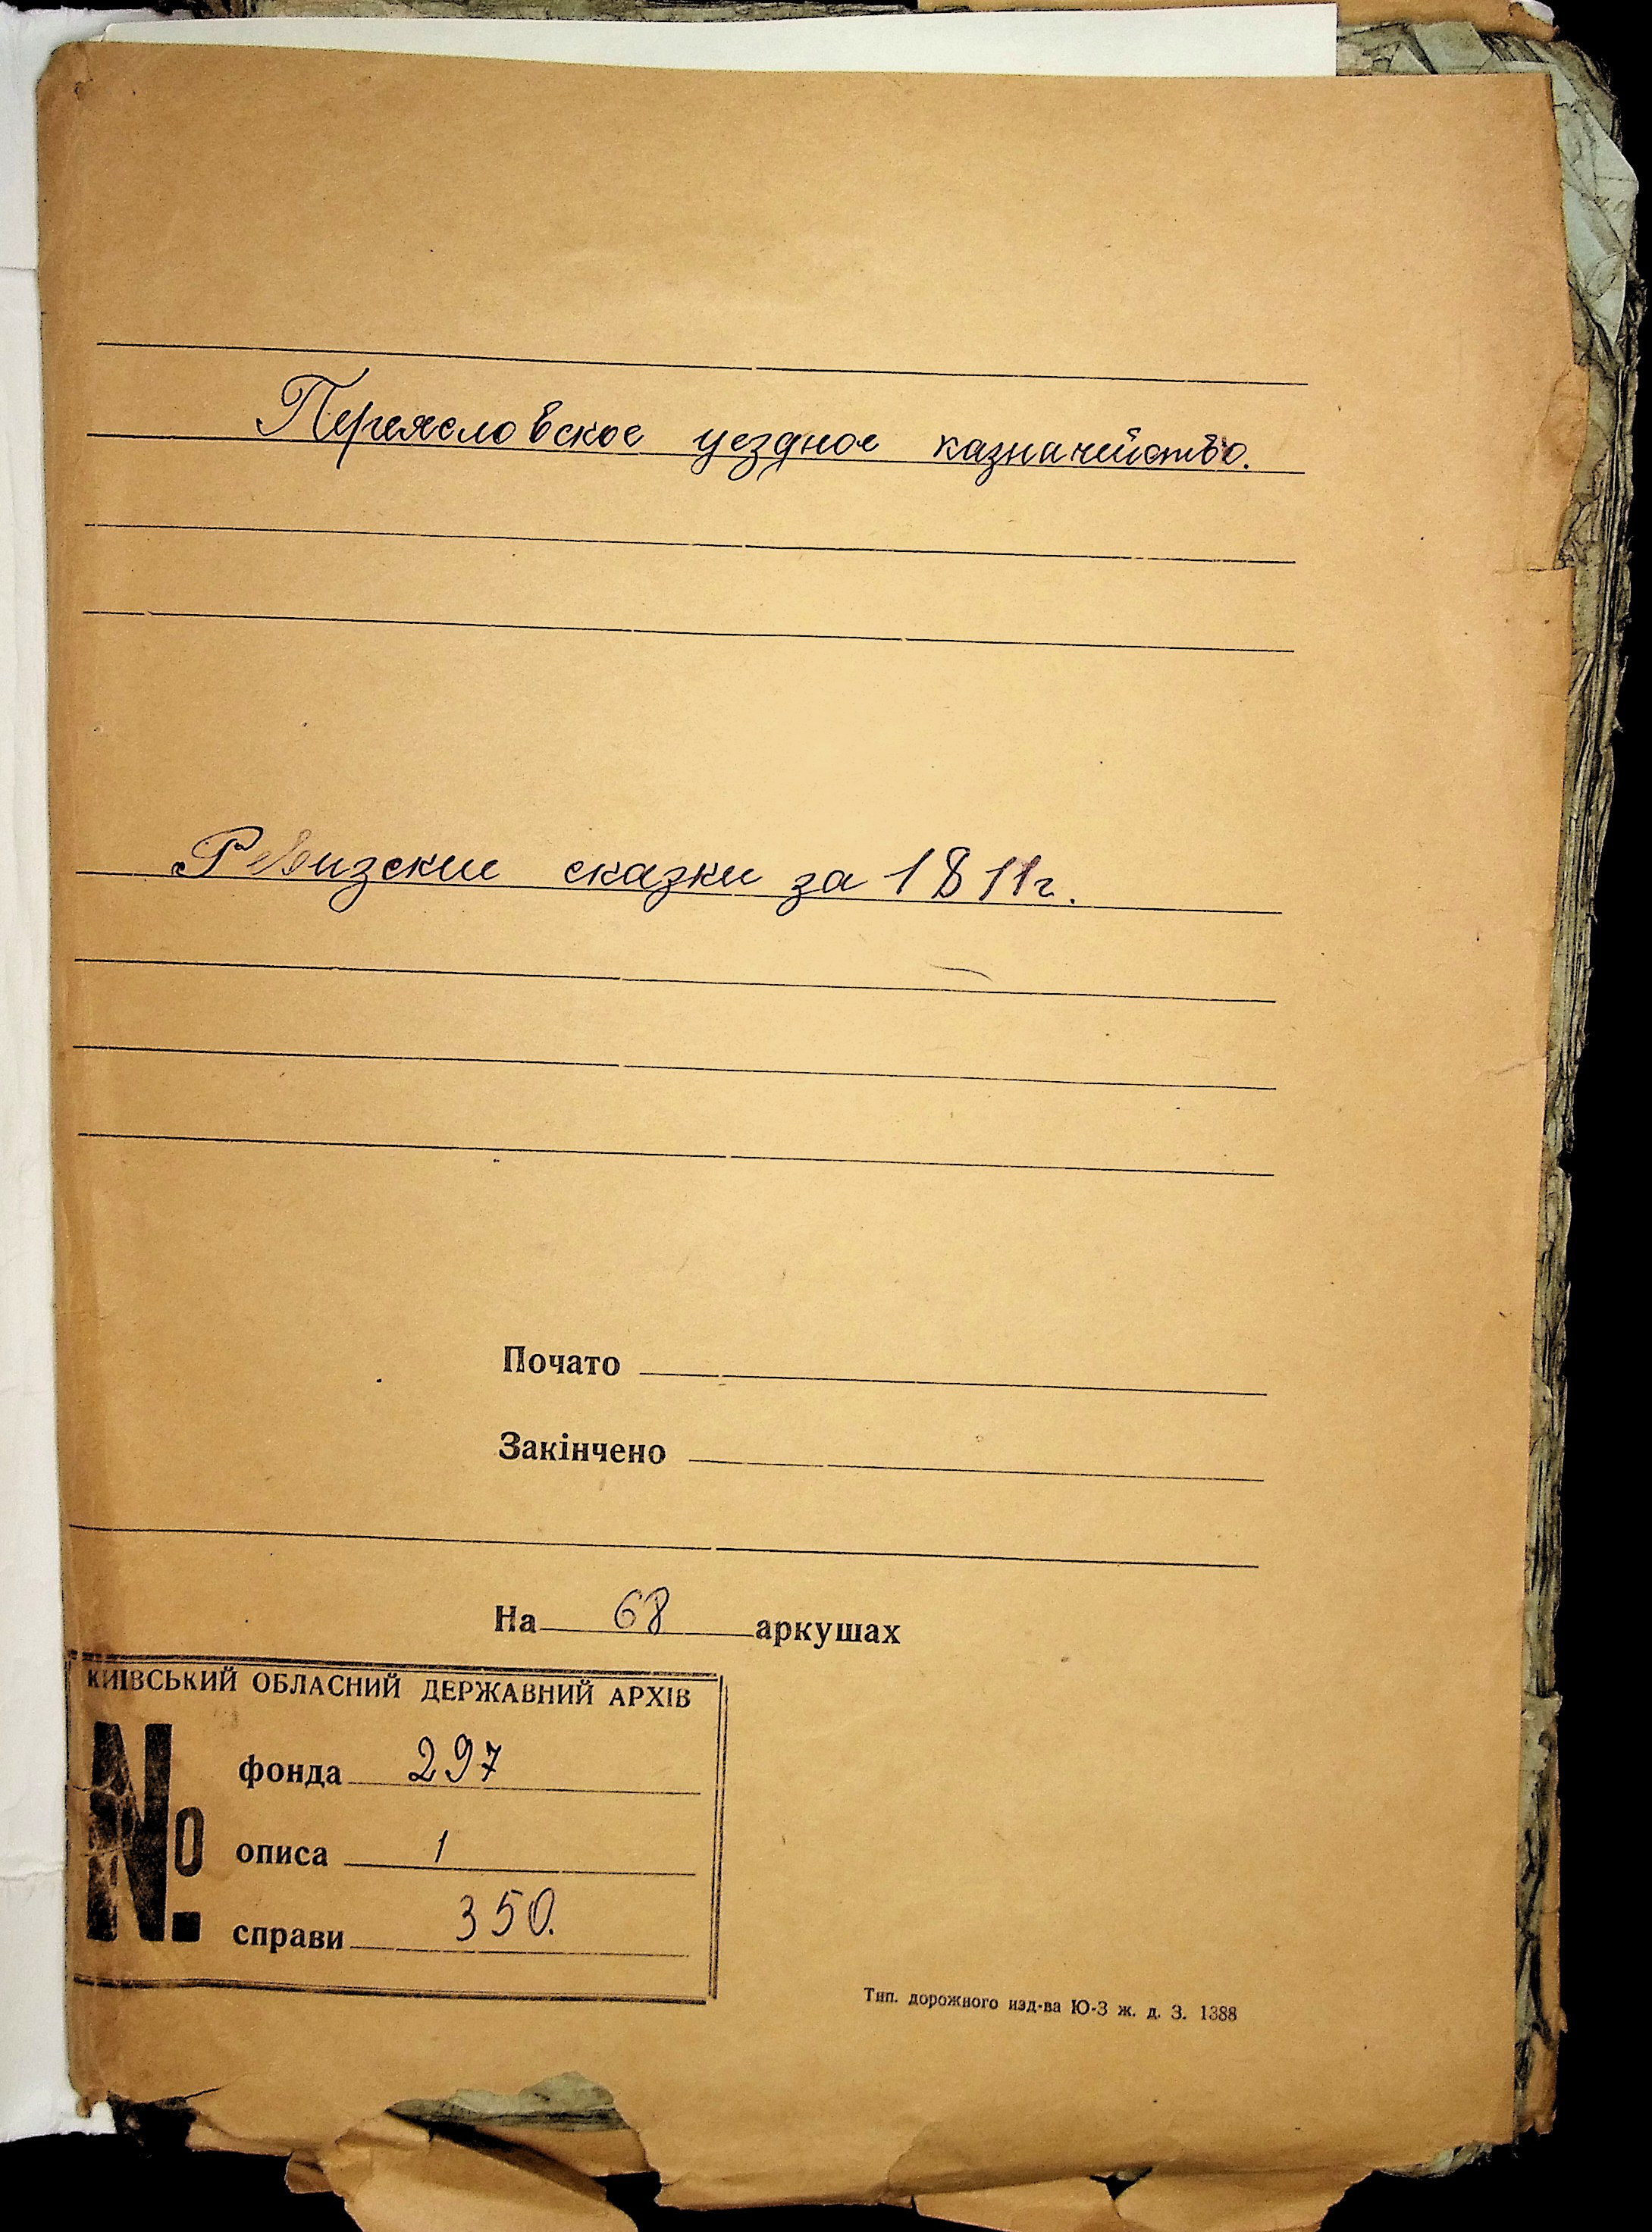 Переясловское уездное казначейство.
Ревизские сказки за 1811г.
Почато
Закінчено
На 68 аркушах
КИЇВСЬКИЙ ОБЛАСНИЙ ДЕРЖАВНИЙ АРХІВ
№
фонда 297
описа 1
справи 350.
Тип. дорожного изд-ва Ю-З ж. д. З. 1388